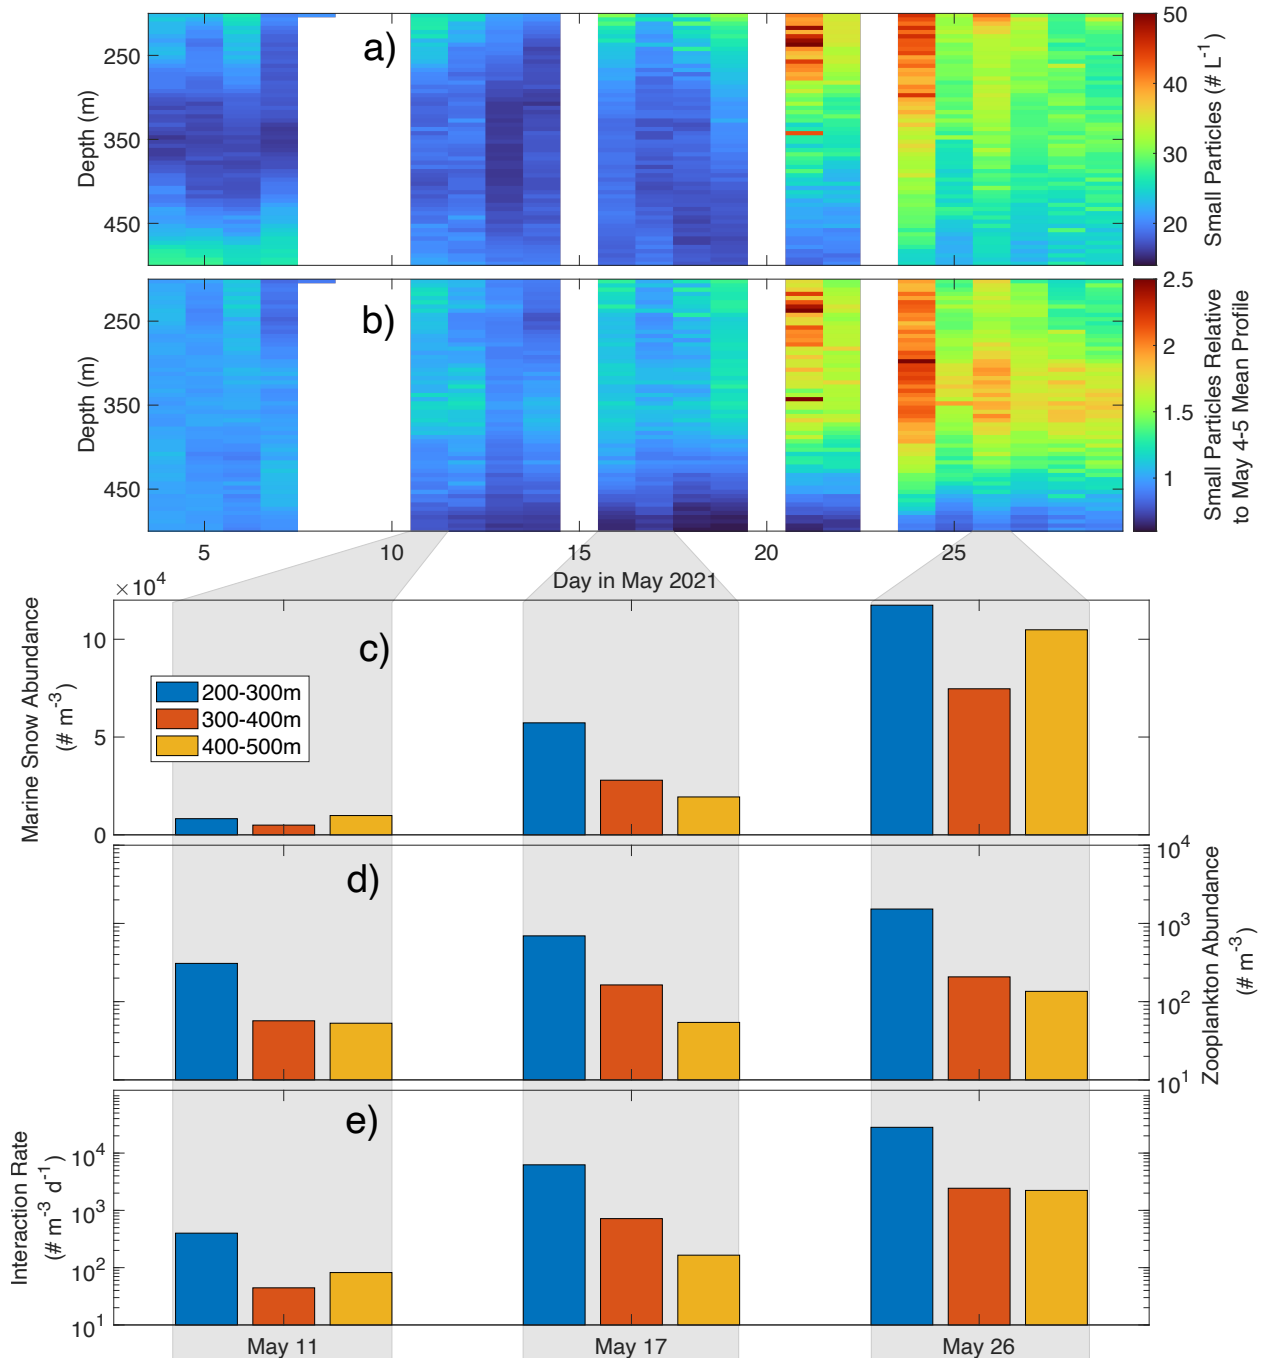 a)
250
350
450
Depth (m)
50
40
30
20
Small Particles (# L⁻¹)
b)
250
350
450
Depth (m)
2.5
2
1.5
1
Small Particles Relative
to May 4-5 Mean Profile
5
10
15
20
25
Day in May 2021
×10⁴
c)
10
5
0
Marine Snow Abundance
(# m⁻³)
200-300m
300-400m
400-500m
d)
10⁴
10³
10²
10¹
Zooplankton Abundance
(# m⁻³)
e)
10⁴
10³
10²
10¹
Interaction Rate
(# m⁻³ d⁻¹)
May 11
May 17
May 26